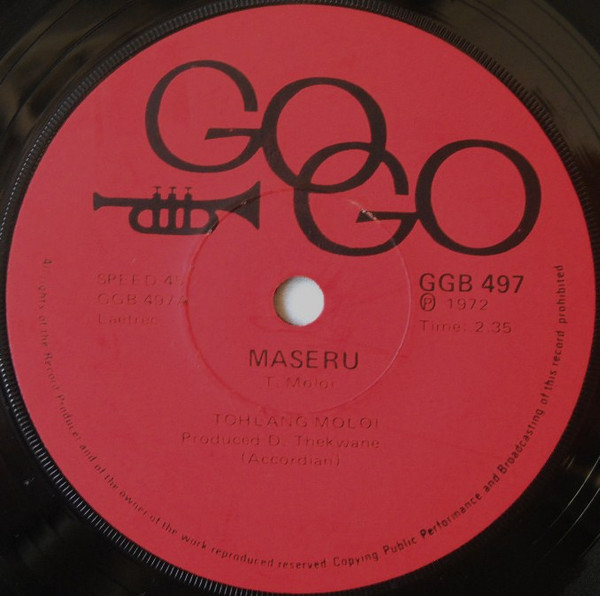 GO GO
SPEED 45
GGB 497A
GGB 497
℗ 1972
Time: 2.35
MASERU
T. Moloi
TOHLANG MOLOI
Produced D. Thekwane
(Accordian)
All rights of the Record Producer and of the owner of the work reproduced reserved. Copying Public Performance and Broadcasting of this record prohibited